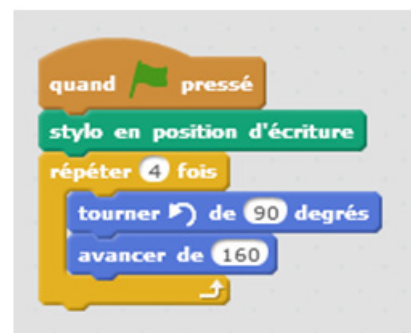 quand pressé
stylo en position d'écriture
répéter 4 fois
tourner de 90 degrés
avancer de 160